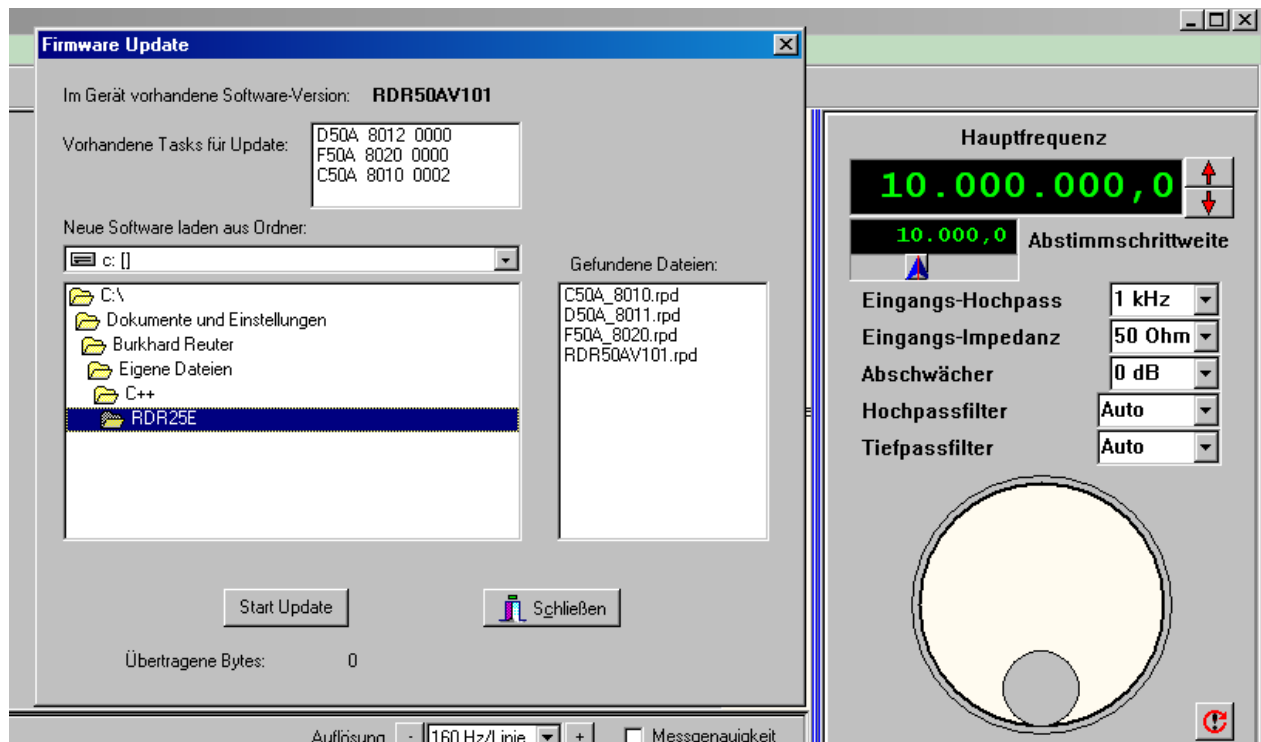 Firmware Update
Im Gerät vorhandene Software-Version: RDR50AV101
Vorhandene Tasks für Update:
D50A 8012 0000
F50A 8020 0000
C50A 8010 0002
Neue Software laden aus Ordner:
c: []
C:\
Dokumente und Einstellungen
Burkhard Reuter
Eigene Dateien
C++
RDR25E
Gefundene Dateien:
C50A_8010.rpd
D50A_8011.rpd
F50A_8020.rpd
RDR50AV101.rpd
Start Update
Schließen
Übertragene Bytes: 0
Hauptfrequenz
10.000.000,0
10.000,0 Abstimmschrittweite
Eingangs-Hochpass 1 kHz
Eingangs-Impedanz 50 Ohm
Abschwächer 0 dB
Hochpassfilter Auto
Tiefpassfilter Auto
Auflösung - 160 Hz/Linie + Messgenauigkeit